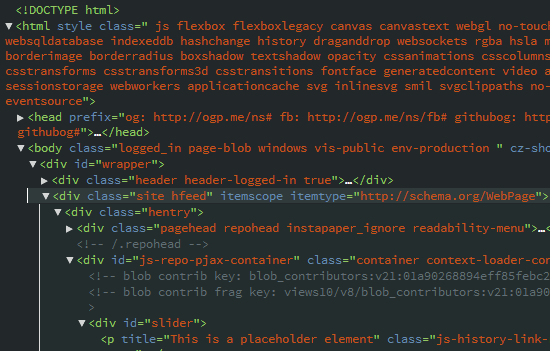 <!DOCTYPE html>
▼<html style class=" js flexbox flexboxlegacy canvas canvastext webgl no-touch
websqldatabase indexeddb hashchange history draganddrop websockets rgba hsla m
borderimage borderradius boxshadow textshadow opacity cssanimations csscolumns
csstransforms csstransforms3d csstransitions fontface generatedcontent video a
sessionstorage webworkers applicationcache svg inlinesvg smil svgclippaths no-
eventsource">
▶<head prefix="og: http://ogp.me/ns# fb: http://ogp.me/ns/fb# githubog: http:/
githubog#">…</head>
▼<body class="logged_in page-blob windows vis-public env-production " cz-sho
▼<div id="wrapper">
▶<div class="header header-logged-in true">…</div>
▼<div class="site hfeed" itemscope itemtype="http://schema.org/WebPage">
▼<div class="hentry">
▶<div class="pagehead repohead instapaper_ignore readability-menu">…
<!-- /.repohead -->
▼<div id="js-repo-pjax-container" class="container context-loader-con
<!-- blob contrib key: blob_contributors:v21:01a90268894eff85febc2
<!-- blob contrib frag key: views10/v8/blob_contributors:v21:01a90
>
▼<div id="slider">
<p title="This is a placeholder element" class="js-history-link-